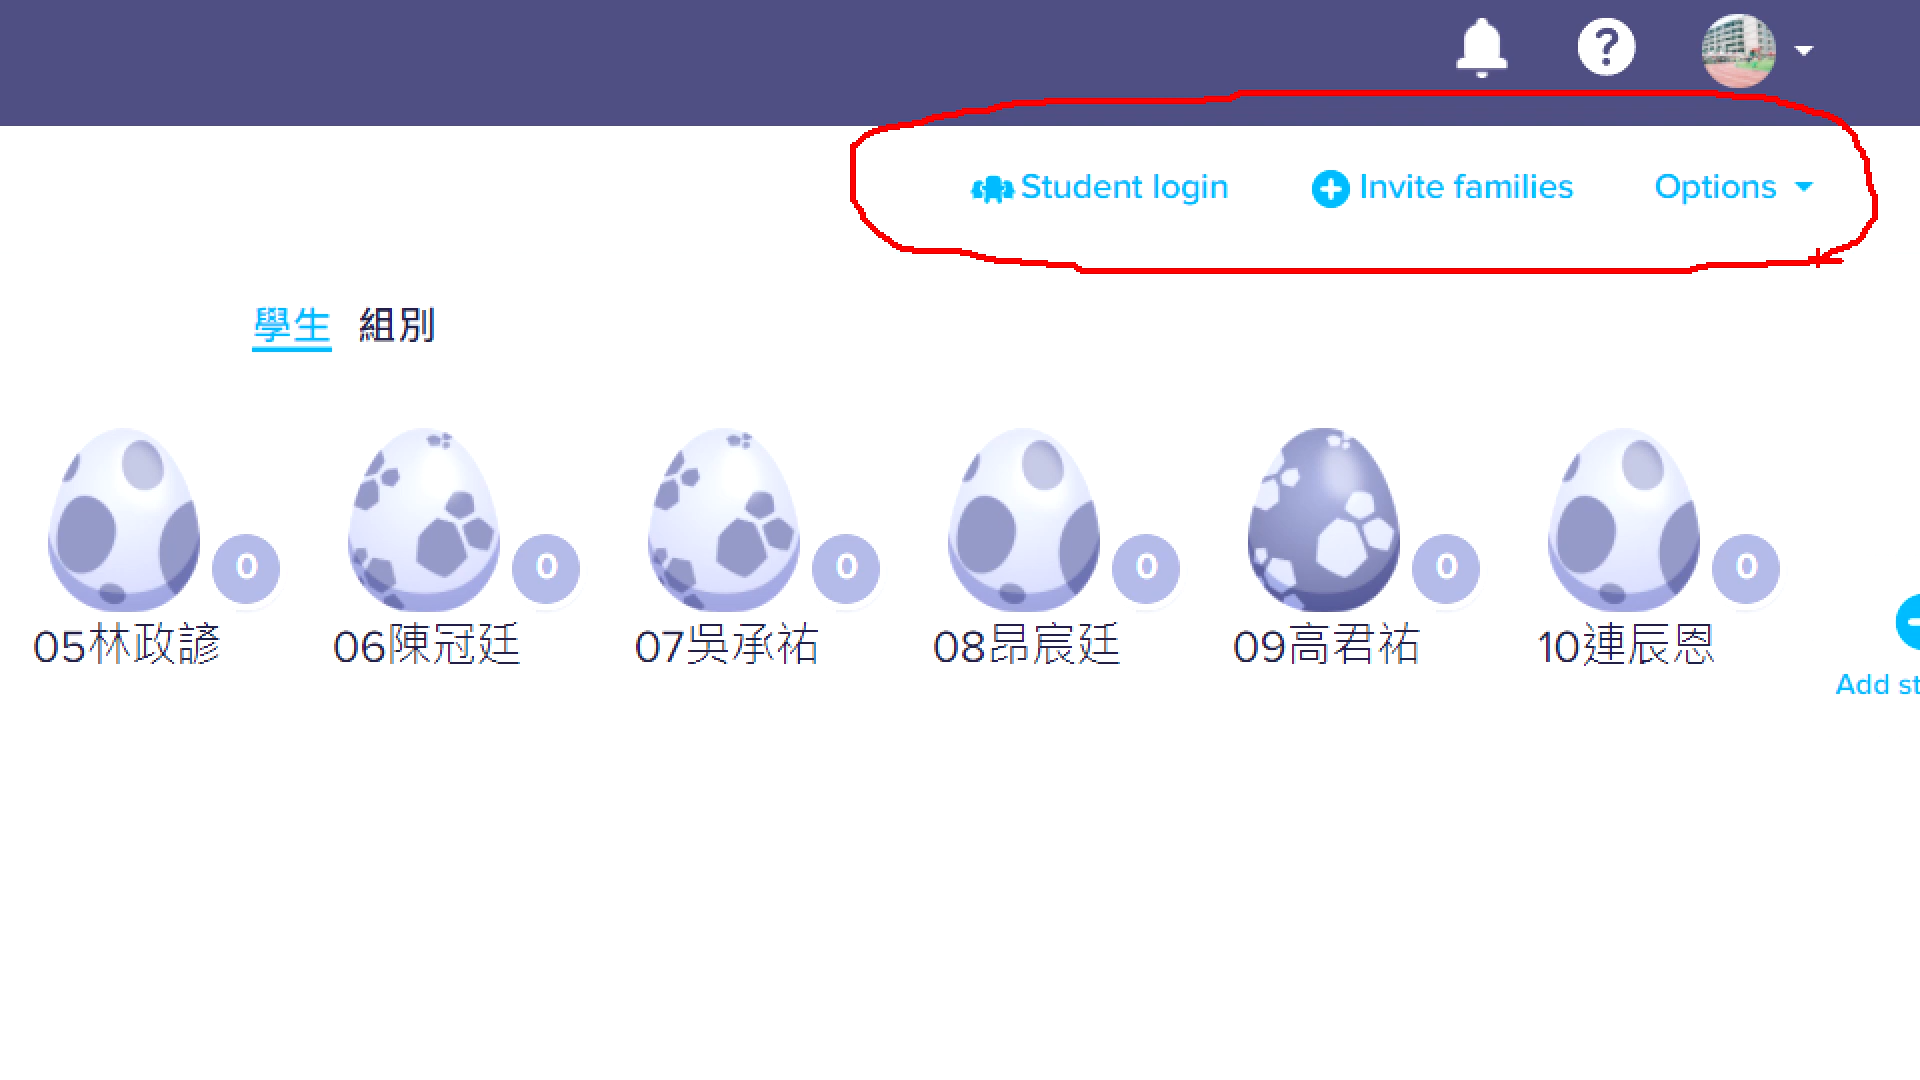 ?
Student login Invite families Options
學生 組別
0 0 0 0 0 0
05林政諺 06陳冠廷 07吳承祐 08昂宸廷 09高君祐 10連辰恩
Add st